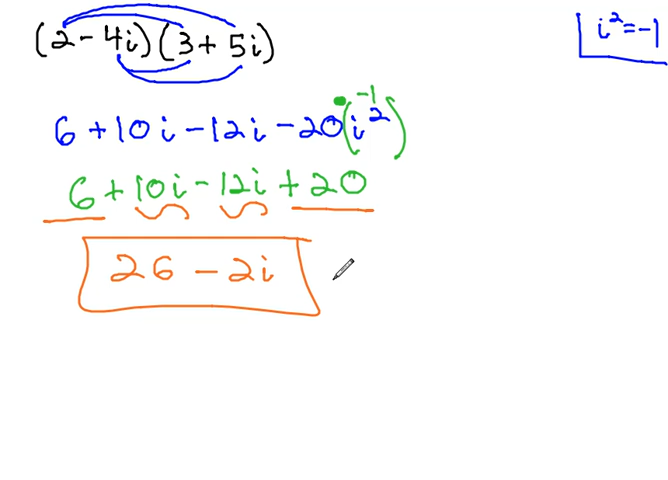 (2 - 4i)(3 + 5i)
i² = -1
-1
6 + 10i - 12i - 20(i²)
6 + 10i - 12i + 20
26 - 2i